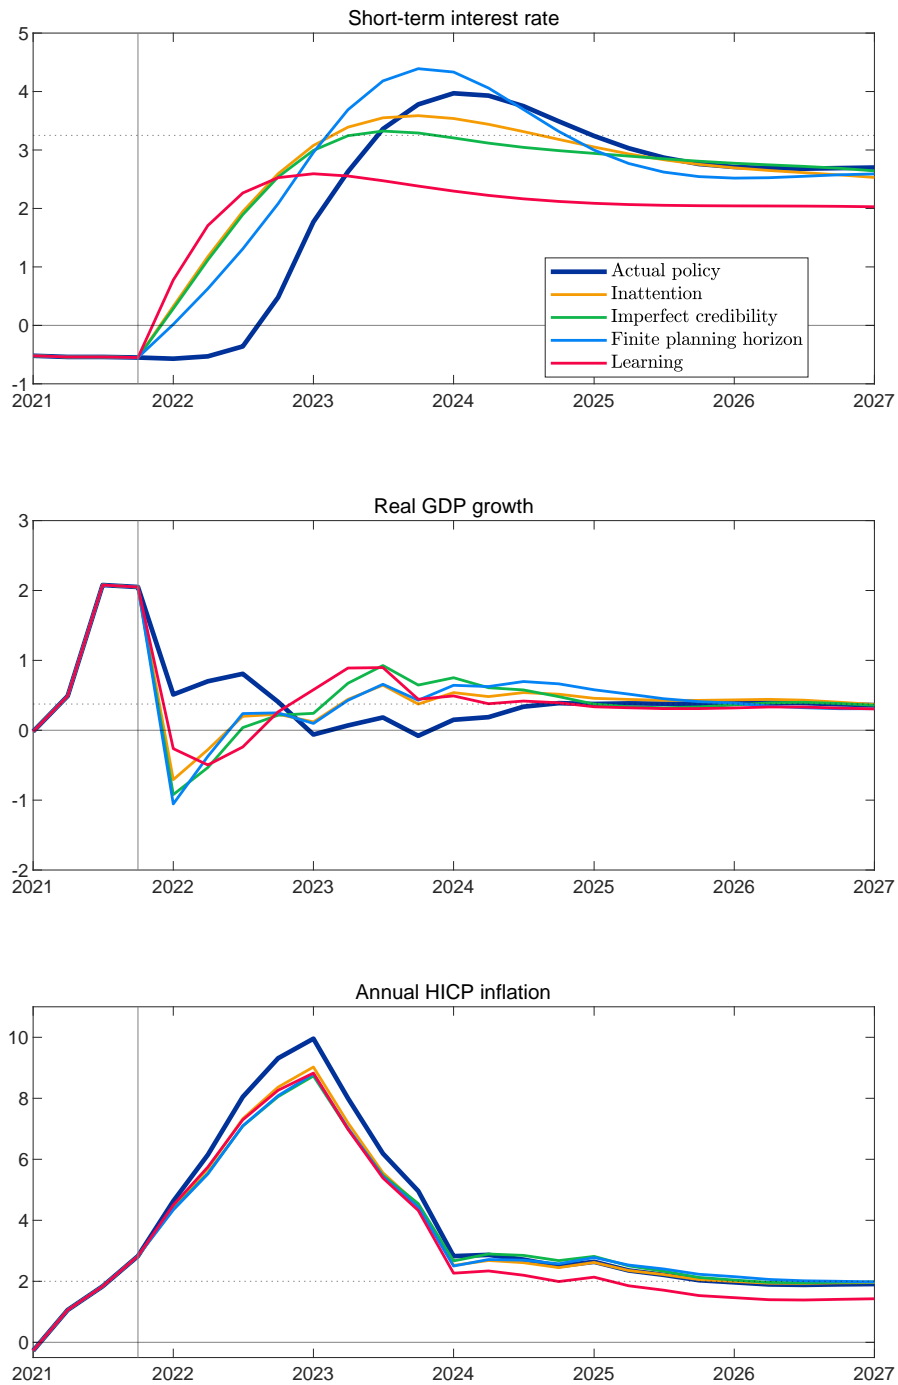 Short-term interest rate
5
4
3
2
1
0
-1
Actual policy
Inattention
Imperfect credibility
Finite planning horizon
Learning
2021 2022 2023 2024 2025 2026 2027
Real GDP growth
3
2
1
0
-1
-2
2021 2022 2023 2024 2025 2026 2027
Annual HICP inflation
10
8
6
4
2
0
2021 2022 2023 2024 2025 2026 2027